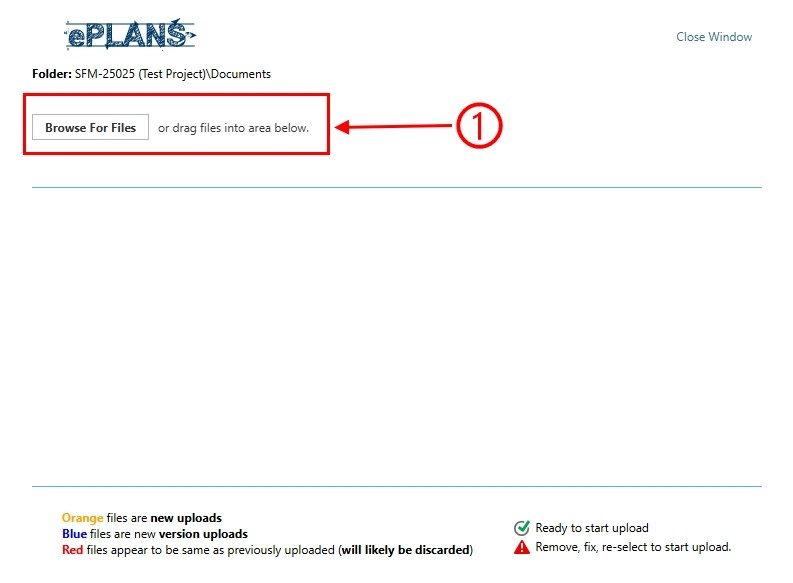 ePLANS
Close Window
Folder: SFM-25025 (Test Project)\Documents
Browse For Files or drag files into area below.
1
Orange files are new uploads
Blue files are new version uploads
Red files appear to be same as previously uploaded (will likely be discarded)
Ready to start upload
Remove, fix, re-select to start upload.